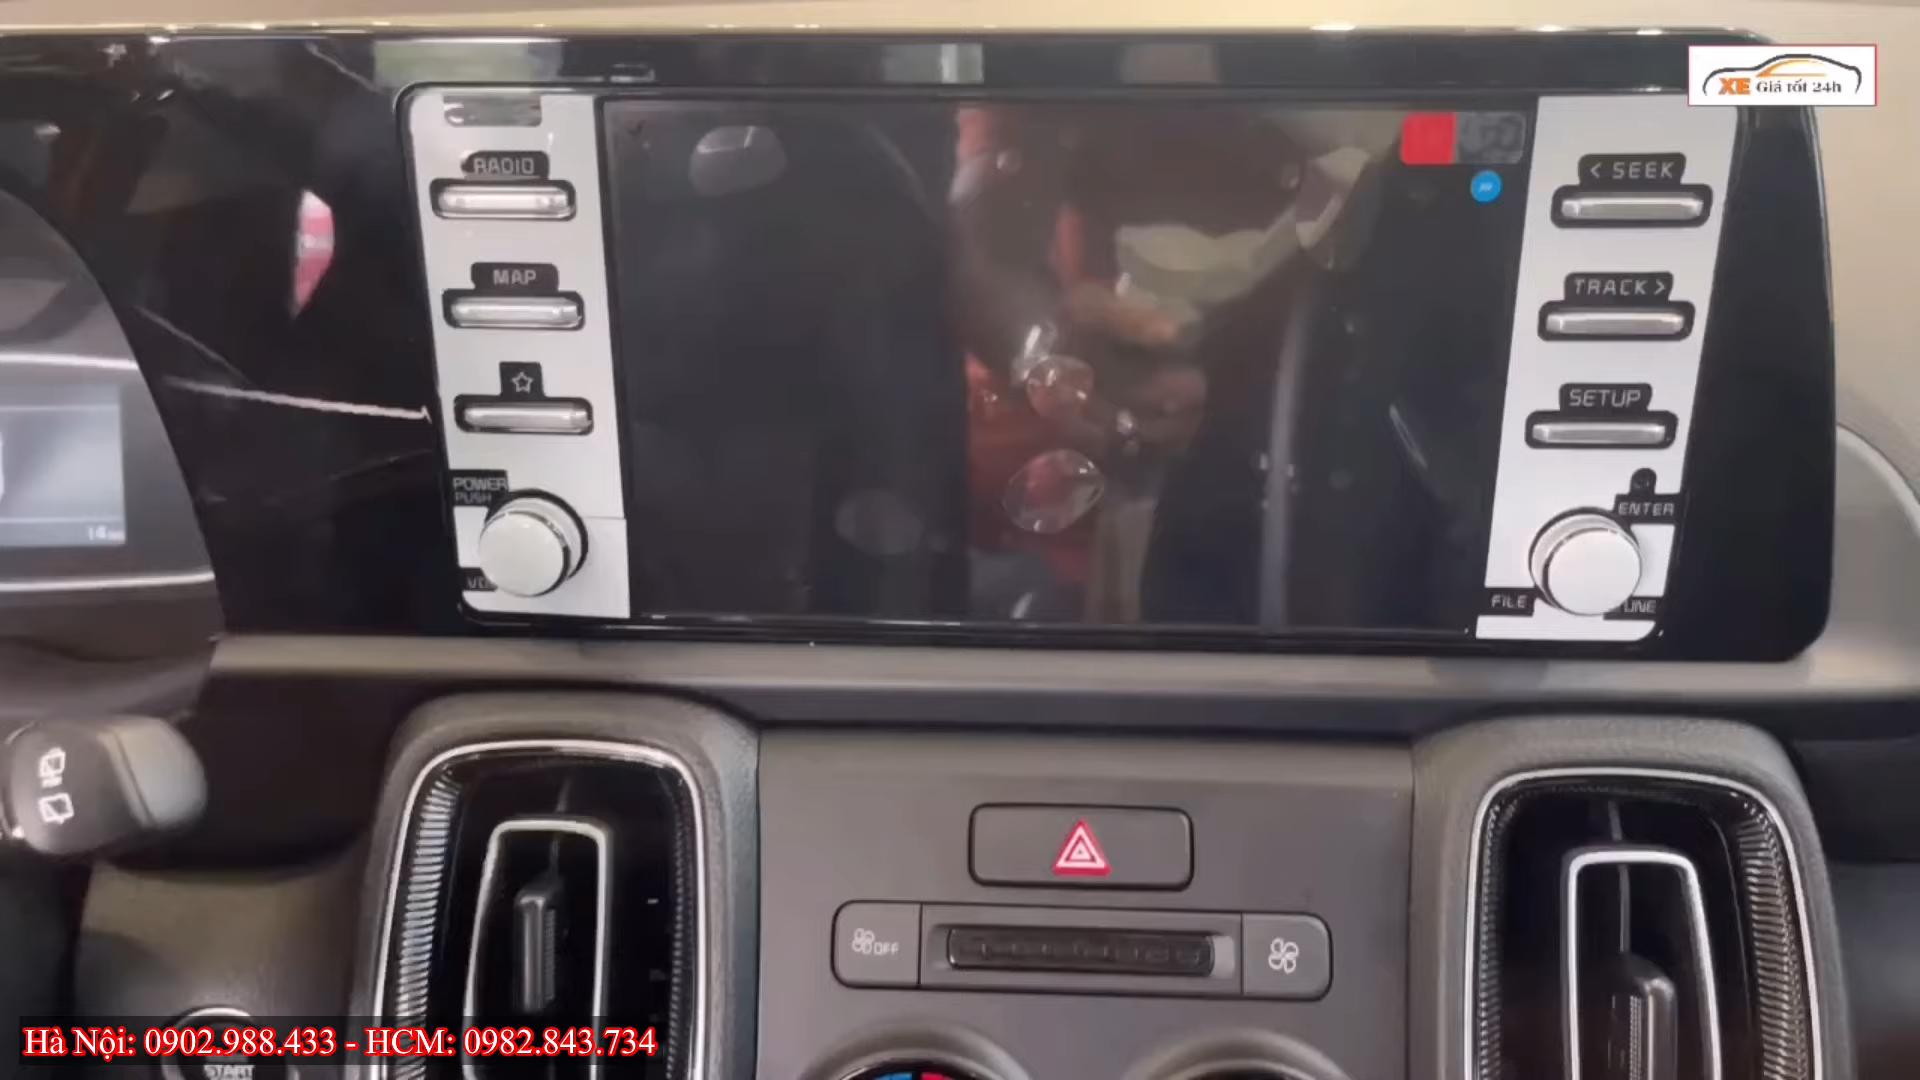 XE Giá tốt 24h
RADIO
< SEEK
MAP
TRACK >
SETUP
POWER
PUSH
ENTER
FILE
OFF
Hà Nội: 0902.988.433 - HCM: 0982.843.734
START